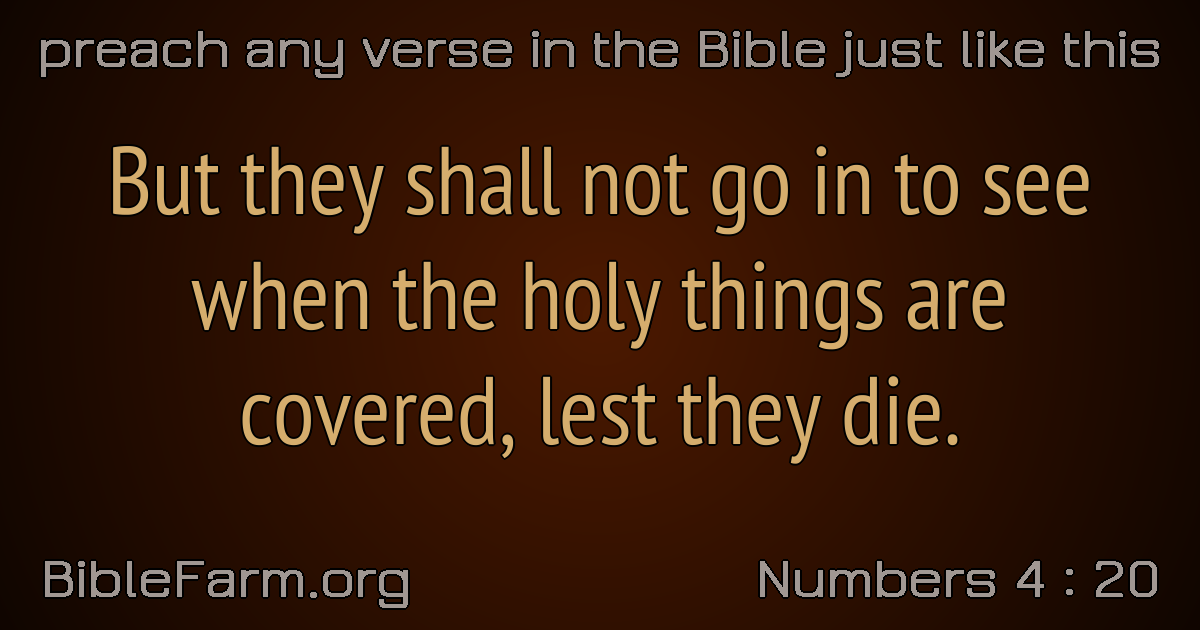 preach any verse in the Bible just like this
But they shall not go in to see
when the holy things are
covered, lest they die.
BibleFarm.org
Numbers 4 : 20